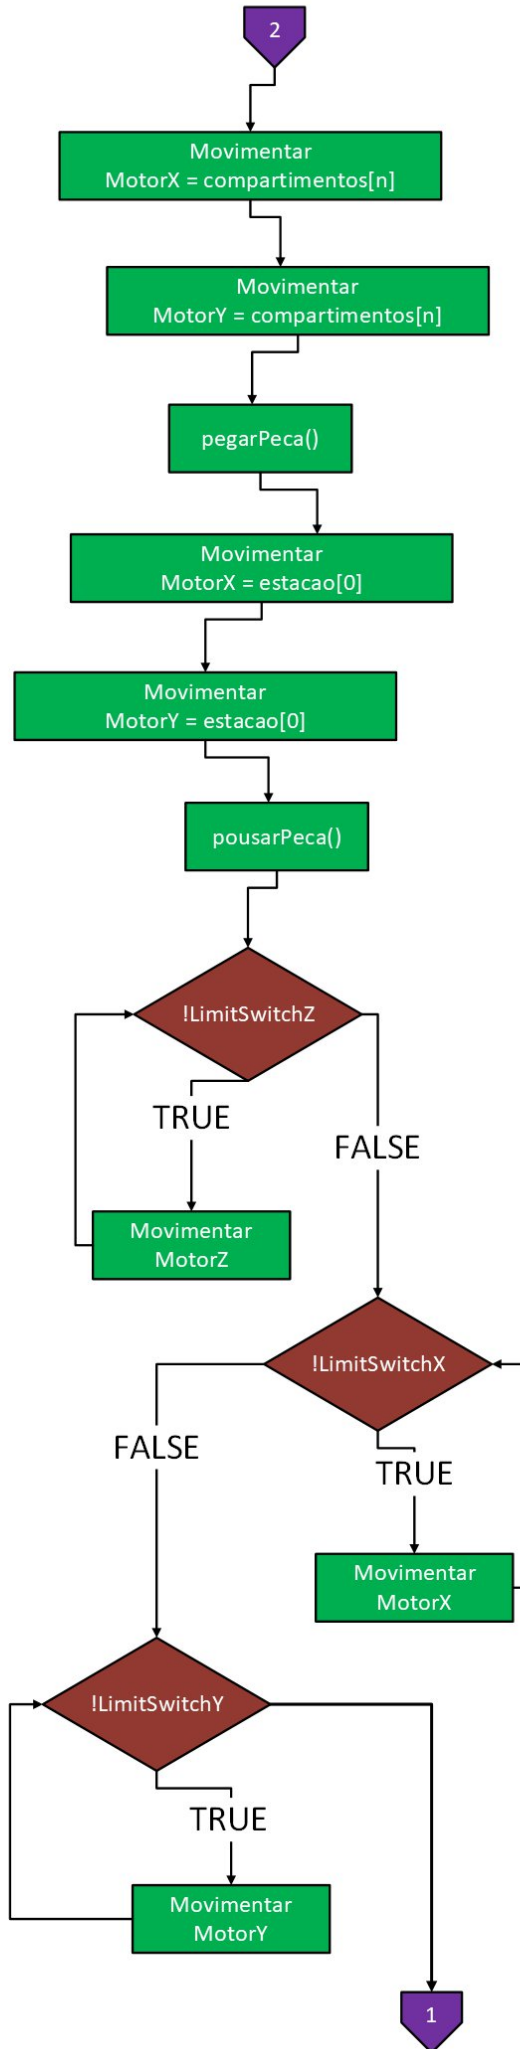 2
Movimentar
MotorX = compartimentos[n]
Movimentar
MotorY = compartimentos[n]
pegarPeca()
Movimentar
MotorX = estacao[0]
Movimentar
MotorY = estacao[0]
pousarPeca()
!LimitSwitchZ
TRUE
FALSE
Movimentar
MotorZ
!LimitSwitchX
FALSE
TRUE
Movimentar
MotorX
!LimitSwitchY
TRUE
Movimentar
MotorY
1